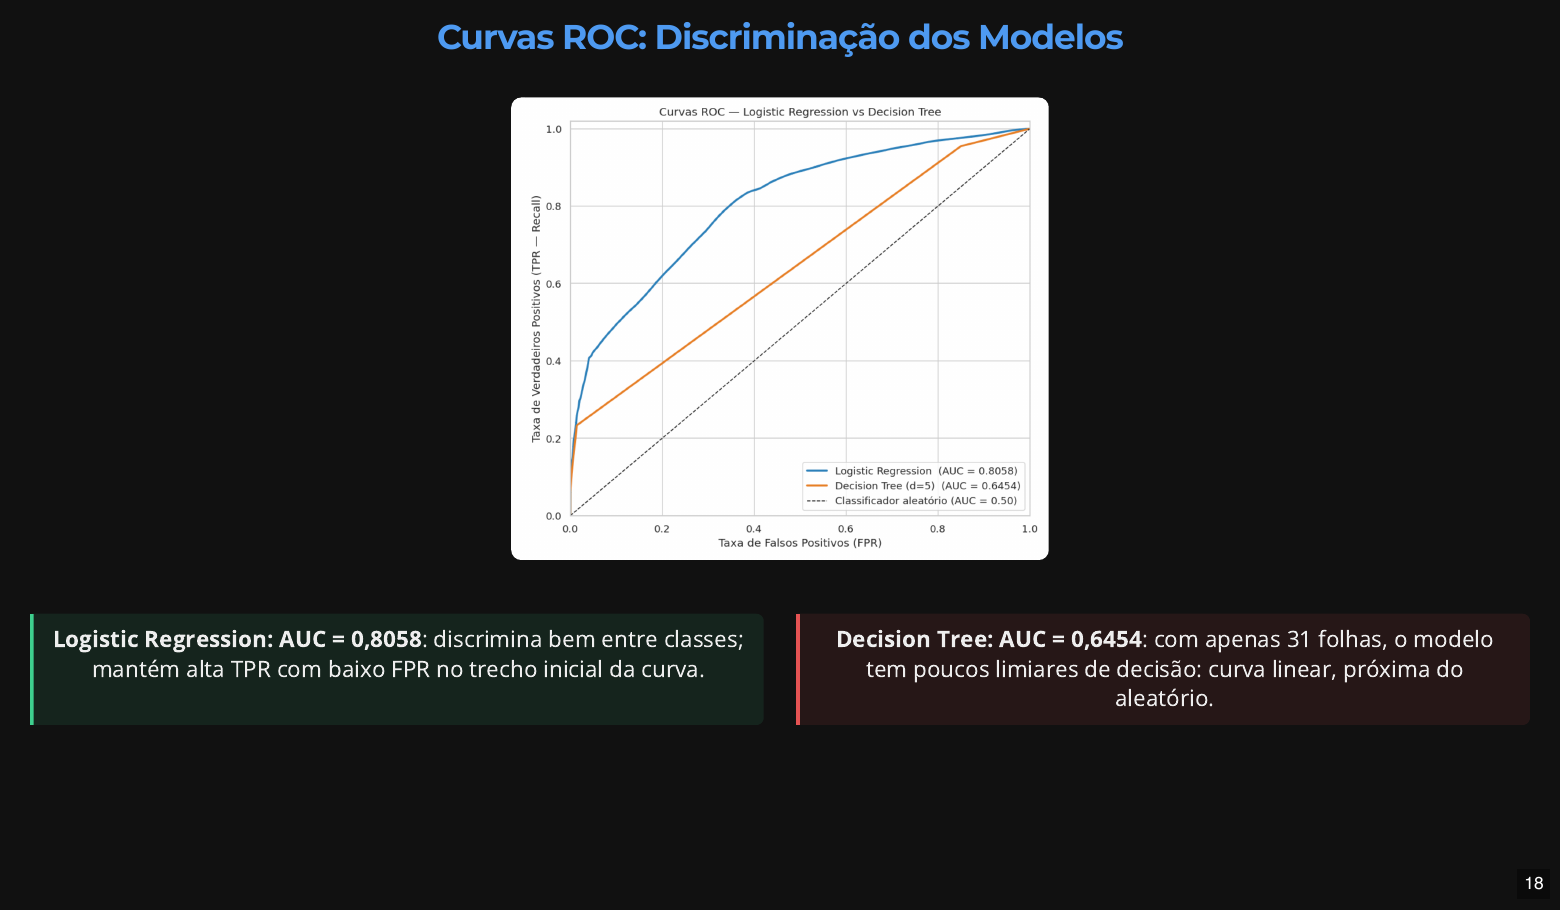 Curvas ROC: Discriminação dos Modelos
Curvas ROC — Logistic Regression vs Decision Tree
Taxa de Verdadeiros Positivos (TPR — Recall)
1.0
0.8
0.6
0.4
0.2
0.0
0.0 0.2 0.4 0.6 0.8 1.0
Taxa de Falsos Positivos (FPR)
Logistic Regression (AUC = 0.8058)
Decision Tree (d=5) (AUC = 0.6454)
Classificador aleatório (AUC = 0.50)
Logistic Regression: AUC = 0,8058: discrimina bem entre classes;
mantém alta TPR com baixo FPR no trecho inicial da curva.
Decision Tree: AUC = 0,6454: com apenas 31 folhas, o modelo
tem poucos limiares de decisão: curva linear, próxima do
aleatório.
18